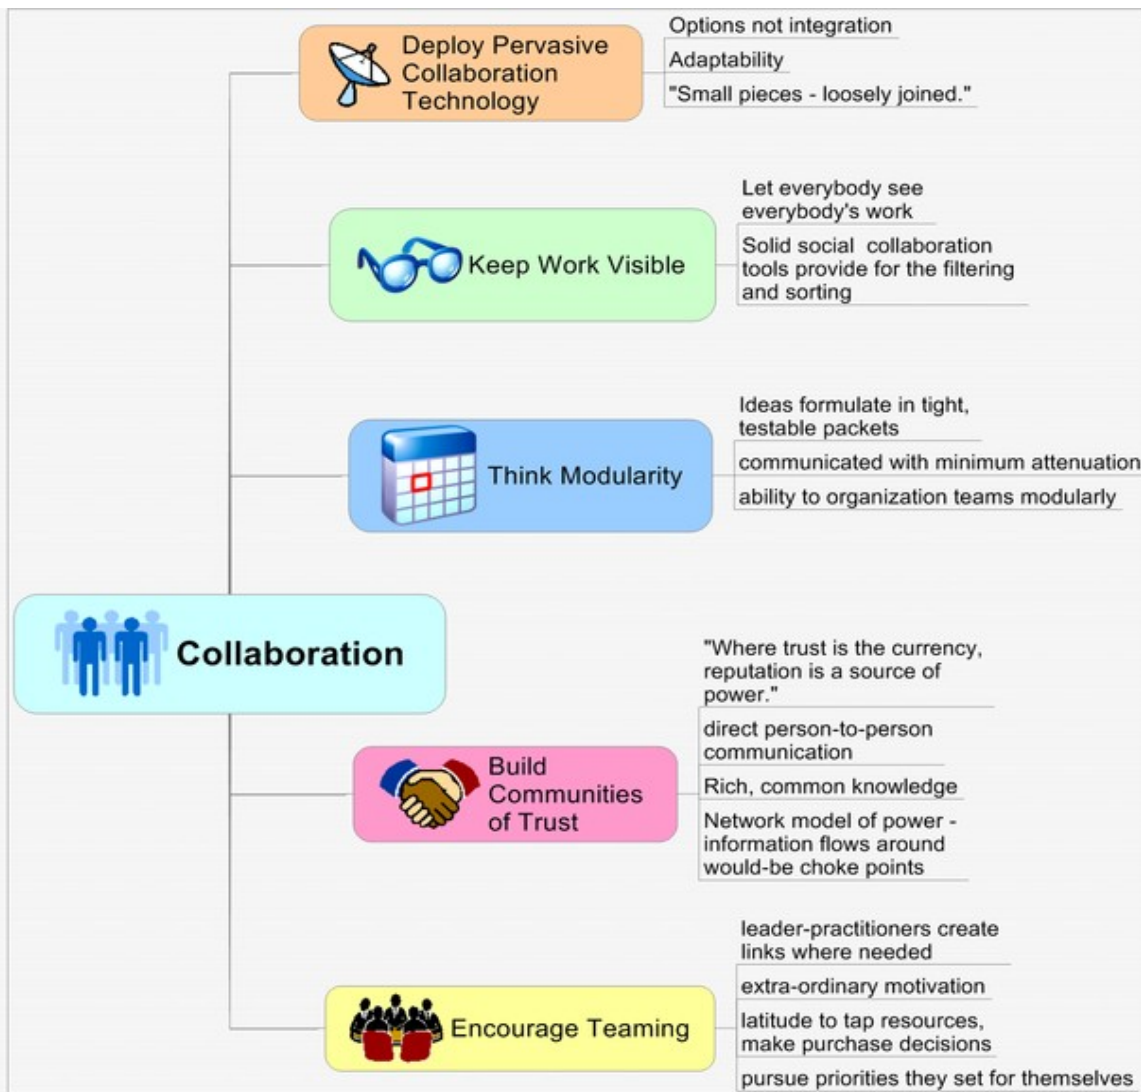 Deploy Pervasive
Collaboration
Technology
Options not integration
Adaptability
"Small pieces - loosely joined."
Keep Work Visible
Let everybody see
everybody's work
Solid social collaboration
tools provide for the filtering
and sorting
Think Modularity
Ideas formulate in tight,
testable packets
communicated with minimum attenuation
ability to organization teams modularly
Collaboration
Build
Communities
of Trust
"Where trust is the currency,
reputation is a source of
power."
direct person-to-person
communication
Rich, common knowledge
Network model of power -
information flows around
would-be choke points
Encourage Teaming
leader-practitioners create
links where needed
extra-ordinary motivation
latitude to tap resources,
make purchase decisions
pursue priorities they set for themselves